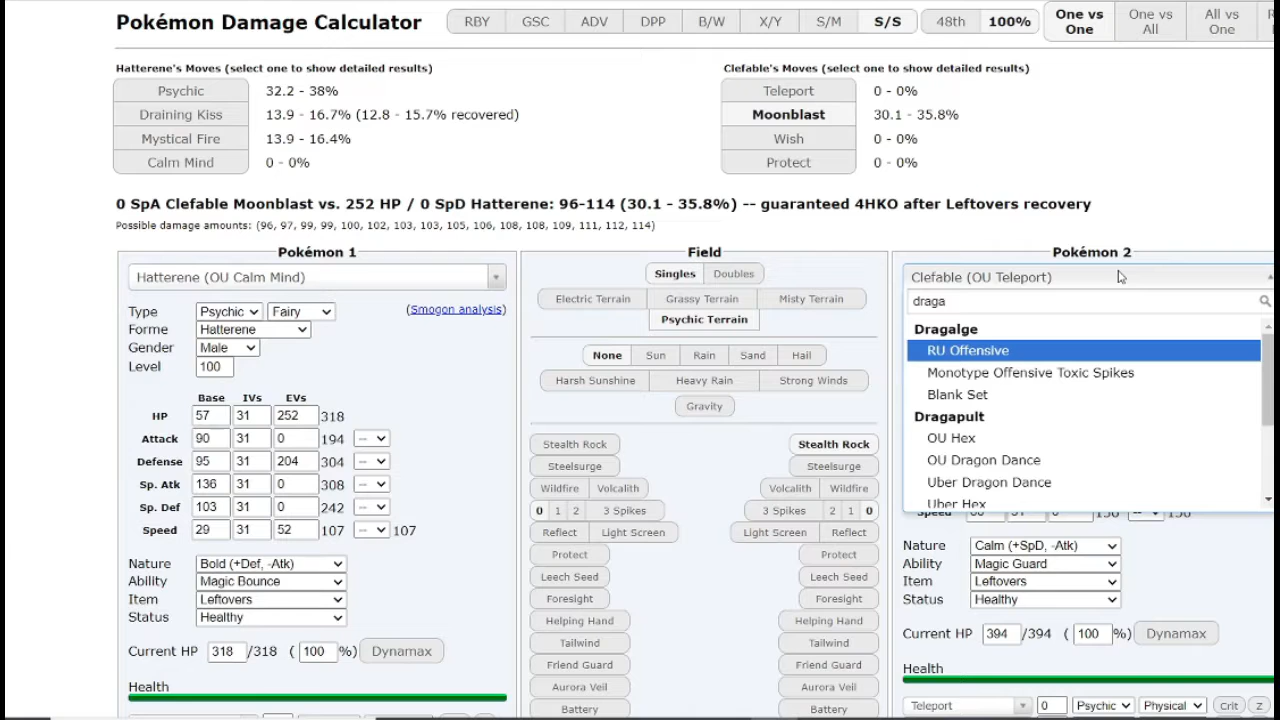 Pokémon Damage Calculator
RBY GSC ADV DPP B/W X/Y S/M S/S 48th 100% One vs One One vs All All vs One
Hatterene's Moves (select one to show detailed results)
Psychic 32.2 - 38%
Draining Kiss 13.9 - 16.7% (12.8 - 15.7% recovered)
Mystical Fire 13.9 - 16.4%
Calm Mind 0 - 0%
Clefable's Moves (select one to show detailed results)
Teleport 0 - 0%
Moonblast 30.1 - 35.8%
Wish 0 - 0%
Protect 0 - 0%
0 SpA Clefable Moonblast vs. 252 HP / 0 SpD Hatterene: 96-114 (30.1 - 35.8%) -- guaranteed 4HKO after Leftovers recovery
Possible damage amounts: (96, 97, 99, 99, 100, 102, 103, 103, 105, 106, 108, 108, 109, 111, 112, 114)
Pokémon 1
Hatterene (OU Calm Mind)
Type Psychic Fairy (Smogon analysis)
Forme Hatterene
Gender Male
Level 100
Base IVs EVs
HP 57 31 252 318
Attack 90 31 0 194 --
Defense 95 31 204 304 --
Sp. Atk 136 31 0 308 --
Sp. Def 103 31 0 242 --
Speed 29 31 52 107 -- 107
Nature Bold (+Def, -Atk)
Ability Magic Bounce
Item Leftovers
Status Healthy
Current HP 318 /318 ( 100 %) Dynamax
Health
Field
Singles Doubles
Electric Terrain Grassy Terrain Misty Terrain
Psychic Terrain
None Sun Rain Sand Hail
Harsh Sunshine Heavy Rain Strong Winds
Gravity
Stealth Rock Stealth Rock
Steelsurge Steelsurge
Wildfire Volcalith Volcalith Wildfire
0 1 2 3 Spikes 3 Spikes 2 1 0
Reflect Light Screen Light Screen Reflect
Protect Protect
Leech Seed Leech Seed
Foresight Foresight
Helping Hand Helping Hand
Tailwind Tailwind
Friend Guard Friend Guard
Aurora Veil Aurora Veil
Battery Battery
Pokémon 2
Clefable (OU Teleport)
draga
Dragalge
RU Offensive
Monotype Offensive Toxic Spikes
Blank Set
Dragapult
OU Hex
OU Dragon Dance
Uber Dragon Dance
Uber Hex
Speed
Nature Calm (+SpD, -Atk)
Ability Magic Guard
Item Leftovers
Status Healthy
Current HP 394 /394 ( 100 %) Dynamax
Health
Teleport 0 Psychic Physical Crit Z